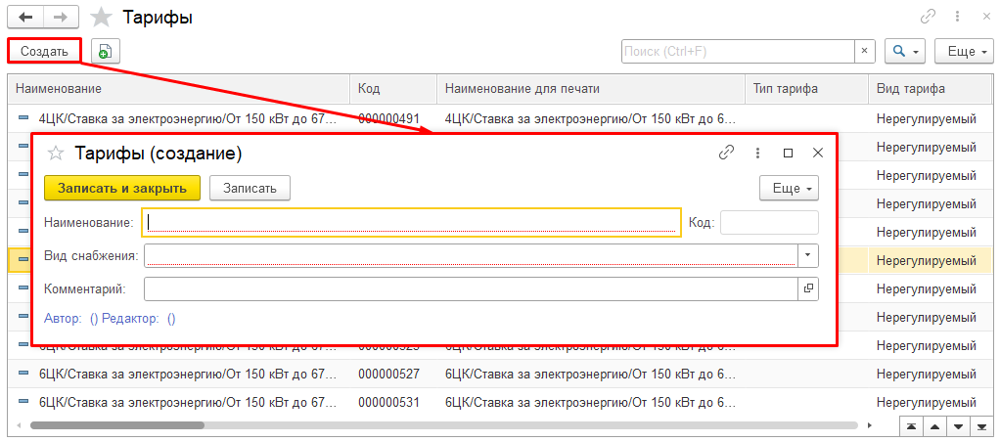 Тарифы
Создать
Поиск (Ctrl+F)
×
Еще
Наименование Код Наименование для печати Тип тарифа Вид тарифа
4ЦК/Ставка за электроэнергию/От 150 кВт до 67... 000000491 4ЦК/Ставка за электроэнергию/От 150 кВт до 6... Нерегулируемый
Нерегулируемый
Нерегулируемый
Нерегулируемый
Нерегулируемый
Нерегулируемый
Нерегулируемый
Нерегулируемый
Нерегулируемый
6ЦК/Ставка за электроэнергию/От 150 кВт до 67... 000000527 6ЦК/Ставка за электроэнергию/От 150 кВт до 6... Нерегулируемый
6ЦК/Ставка за электроэнергию/От 150 кВт до 67... 000000531 6ЦК/Ставка за электроэнергию/От 150 кВт до 6... Нерегулируемый
Тарифы (создание)
Записать и закрыть
Записать
Еще
Наименование:
Код:
Вид снабжения:
Комментарий:
Автор: () Редактор: ()